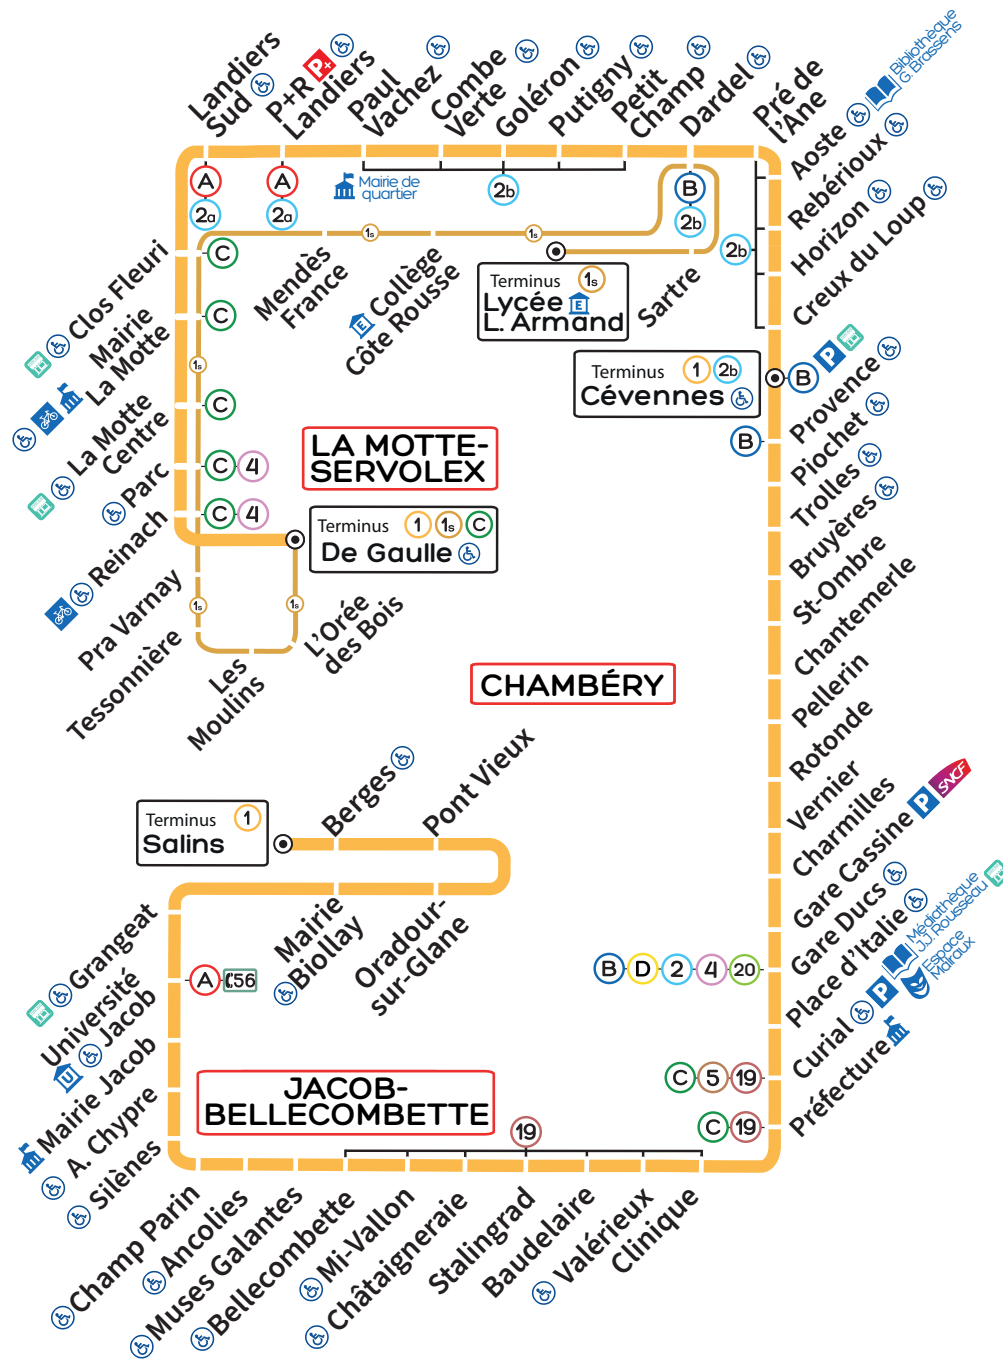 Landiers
Sud
P+R
P+
Landiers
Paul
Vachez
Combe
Verte
Goléron
Putigny
Petit
Champ
Dardel
Pré de
l'Ane
Aoste
Bibliothèque
G. Brassens
Rebérioux
Horizon
Creux du Loup
A
2a
A
2a
Mairie de
quartier
2b
B
2b
2b
1s
1s
Mendès
France
E
Collège
Côte Rousse
Terminus 1s
Lycée E
L. Armand
Sartre
Clos Fleuri
C
Mairie
La Motte
C
1s
La Motte
Centre
C
Parc
C 4
Reinach
C 4
LA MOTTE-
SERVOLEX
Terminus 1 1s C
De Gaulle
Terminus 1 2b
Cévennes
B P
Provence
B
Piochet
Trolles
Bruyères
St-Ombre
Chantemerle
Pellerin
Rotonde
Vernier
Charmilles
Gare Cassine P SNCF
Gare Ducs
Place d'Italie
Médiathèque
J.J. Rousseau
Espace
Malraux
Curial P
Préfecture
Pra Varnay
1s
1s
Tessonnière
Les
Moulins
L'Orée
des Bois
CHAMBÉRY
Terminus 1
Salins
Berges
Pont Vieux
Mairie
Biollay
Oradour-
sur-Glane
Grangeat
Université
Jacob
U
A 56
Mairie Jacob
A. Chypre
Silènes
JACOB-
BELLECOMBETTE
B D 2 4 20
C 5 19
C 19
19
Champ Parin
Ancolies
Muses Galantes
Bellecombette
Mi-Vallon
Châtaigneraie
Stalingrad
Baudelaire
Valérieux
Clinique